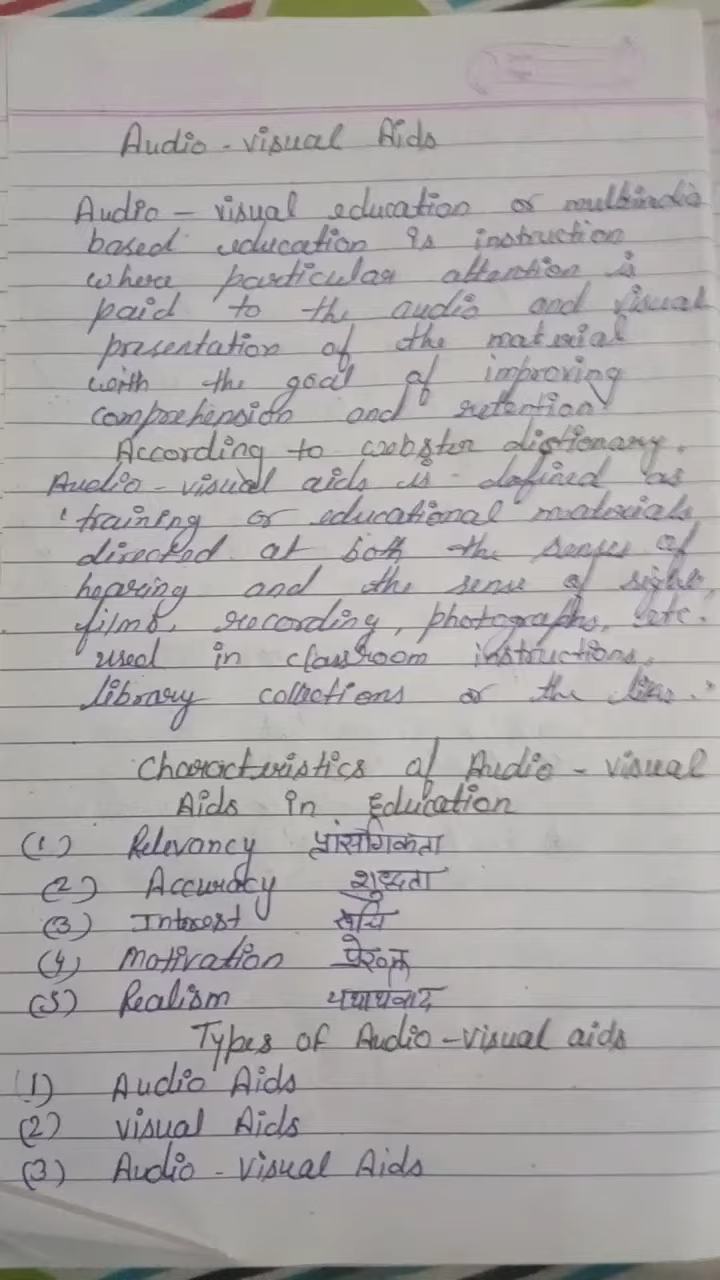 Audio - visual Aids
Audio - visual education or multimedia
based education is instruction
where particular attention is
paid to the audio and visual
presentation of the material
with the goal of improving
comprehension and retention.
According to webster dictionary.
Audio - visual aids is defined as
'training or educational materials
directed at both the senses of
hearing and the sense of sight,
films, recording, photographs, etc.
used in classroom instructions,
library collections or the likes.'
Characteristics of Audio - visual
Aids in Education
(1) Relevancy प्रांसगिकता
(2) Accuracy शुध्दता
(3) Interest रूचि
(4) Motivation
(5) Realism यथार्थवाद
Types of Audio - visual aids
(1) Audio Aids
(2) visual Aids
(3) Audio - Visual Aids